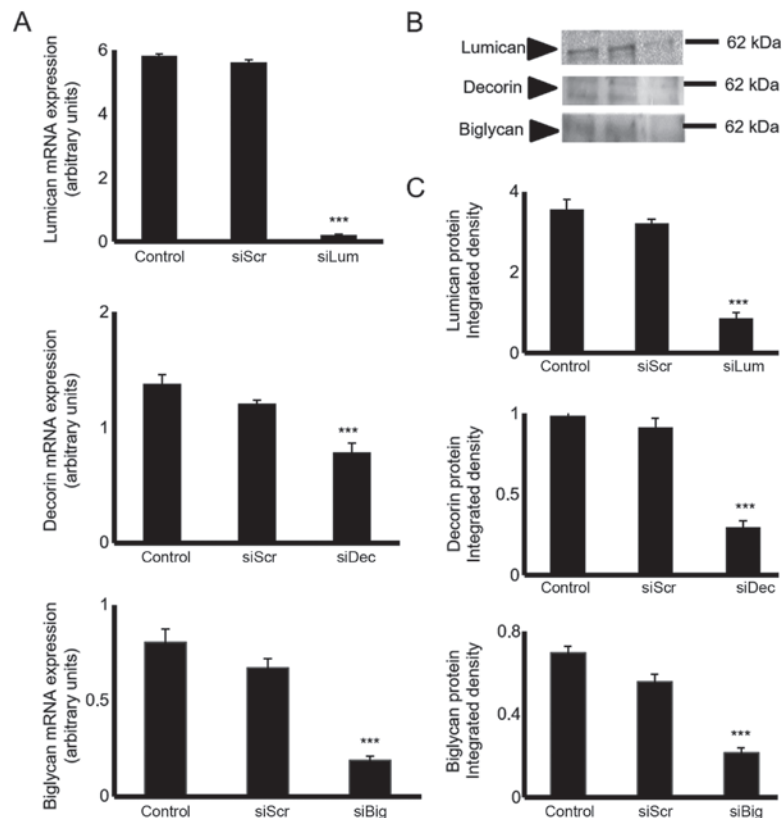 A
Lumican mRNA expression
(arbitrary units)
6
4
2
0
***
Control siScr siLum
Decorin mRNA expression
(arbitrary units)
2
1
0
***
Control siScr siDec
Biglycan mRNA expression
(arbitrary units)
1
0.5
0
***
Control siScr siBig
B
Lumican 62 kDa
Decorin 62 kDa
Biglycan 62 kDa
C
Lumican protein
Integrated density
4
2
0
***
Control siScr siLum
Decorin protein
Integrated density
1
0.5
0
***
Control siScr siDec
Biglycan protein
Integrated density
0.8
0.4
0
***
Control siScr siBig